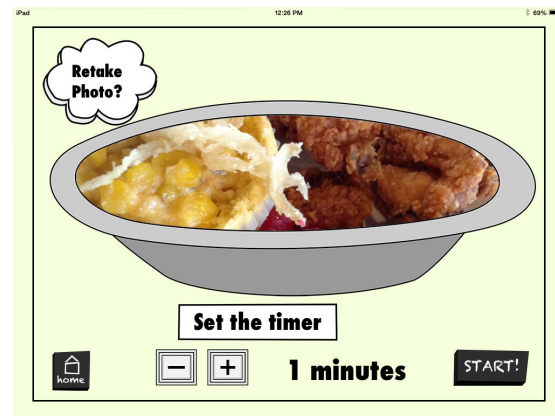 iPad
12:26 PM
69%
Retake
Photo?
Set the timer
− +
1 minutes
START!
home